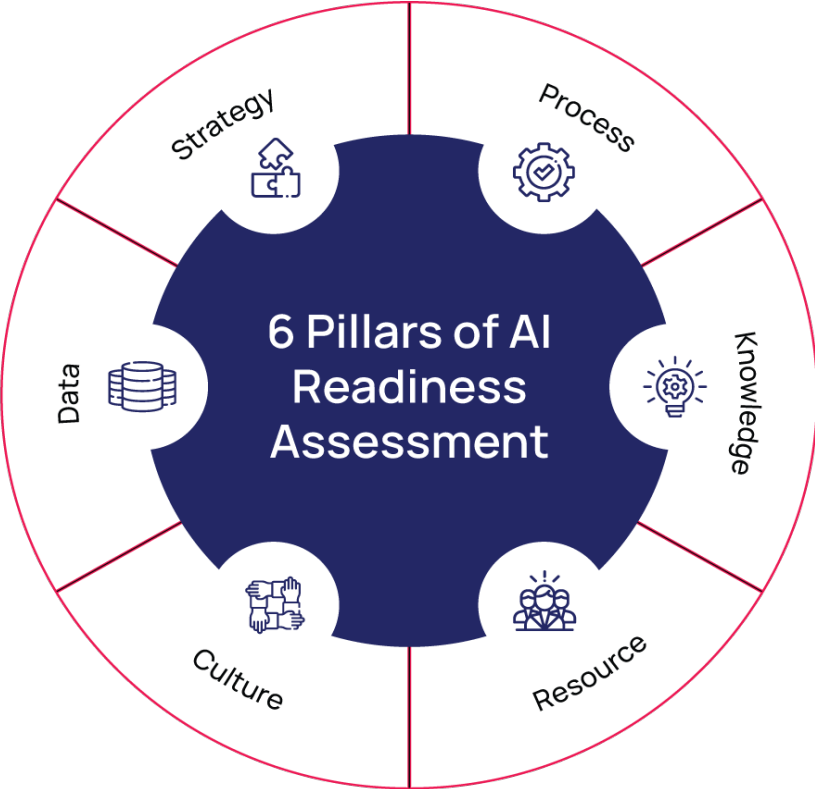 Strategy
Process
Data
6 Pillars of AI
Readiness
Assessment
Knowledge
Culture
Resource